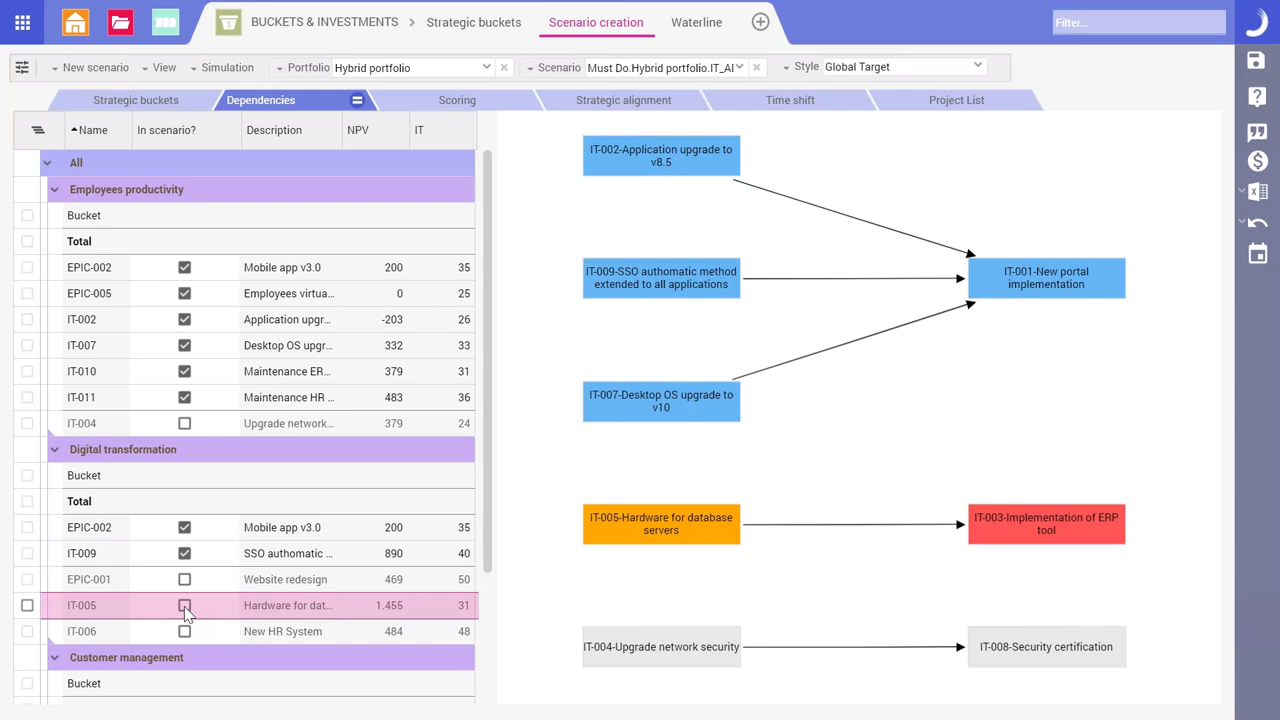 BUCKETS & INVESTMENTS
Strategic buckets
Scenario creation
Waterline
Filter...
New scenario
View
Simulation
Portfolio
Hybrid portfolio
Scenario
Must Do.Hybrid portfolio.IT_AI
Style
Global Target
Strategic buckets
Dependencies
Scoring
Strategic alignment
Time shift
Project List
Name
In scenario?
Description
NPV
IT
All
Employees productivity
Bucket
Total
EPIC-002 Mobile app v3.0 200 35
EPIC-005 Employees virtua... 0 25
IT-002 Application upgr... -203 26
IT-007 Desktop OS upgr... 332 33
IT-010 Maintenance ER... 379 31
IT-011 Maintenance HR ... 483 36
IT-004 Upgrade network... 379 24
Digital transformation
Bucket
Total
EPIC-002 Mobile app v3.0 200 35
IT-009 SSO authomatic ... 890 40
EPIC-001 Website redesign 469 50
IT-005 Hardware for dat... 1.455 31
IT-006 New HR System 484 48
Customer management
Bucket
IT-002-Application upgrade to
v8.5
IT-009-SSO authomatic method
extended to all applications
IT-001-New portal
implementation
IT-007-Desktop OS upgrade to
v10
IT-005-Hardware for database
servers
IT-003-Implementation of ERP
tool
IT-004-Upgrade network security
IT-008-Security certification